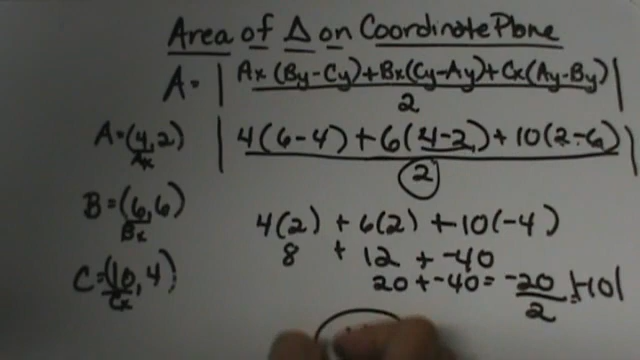 Area of Δ on Coordinate Plane
A = | Ax (By-Cy)+Bx(Cy-Ay)+Cx(Ay-By) / 2 |
A=(4,2)
Ax
| 4(6-4) + 6(4-2) + 10(2-6) / 2 |
B=(6,6)
Bx
4(2) + 6(2) + 10(-4)
8 + 12 + -40
C=(10,4)
Cx
20 + -40 = -20 / 2 = |-10|